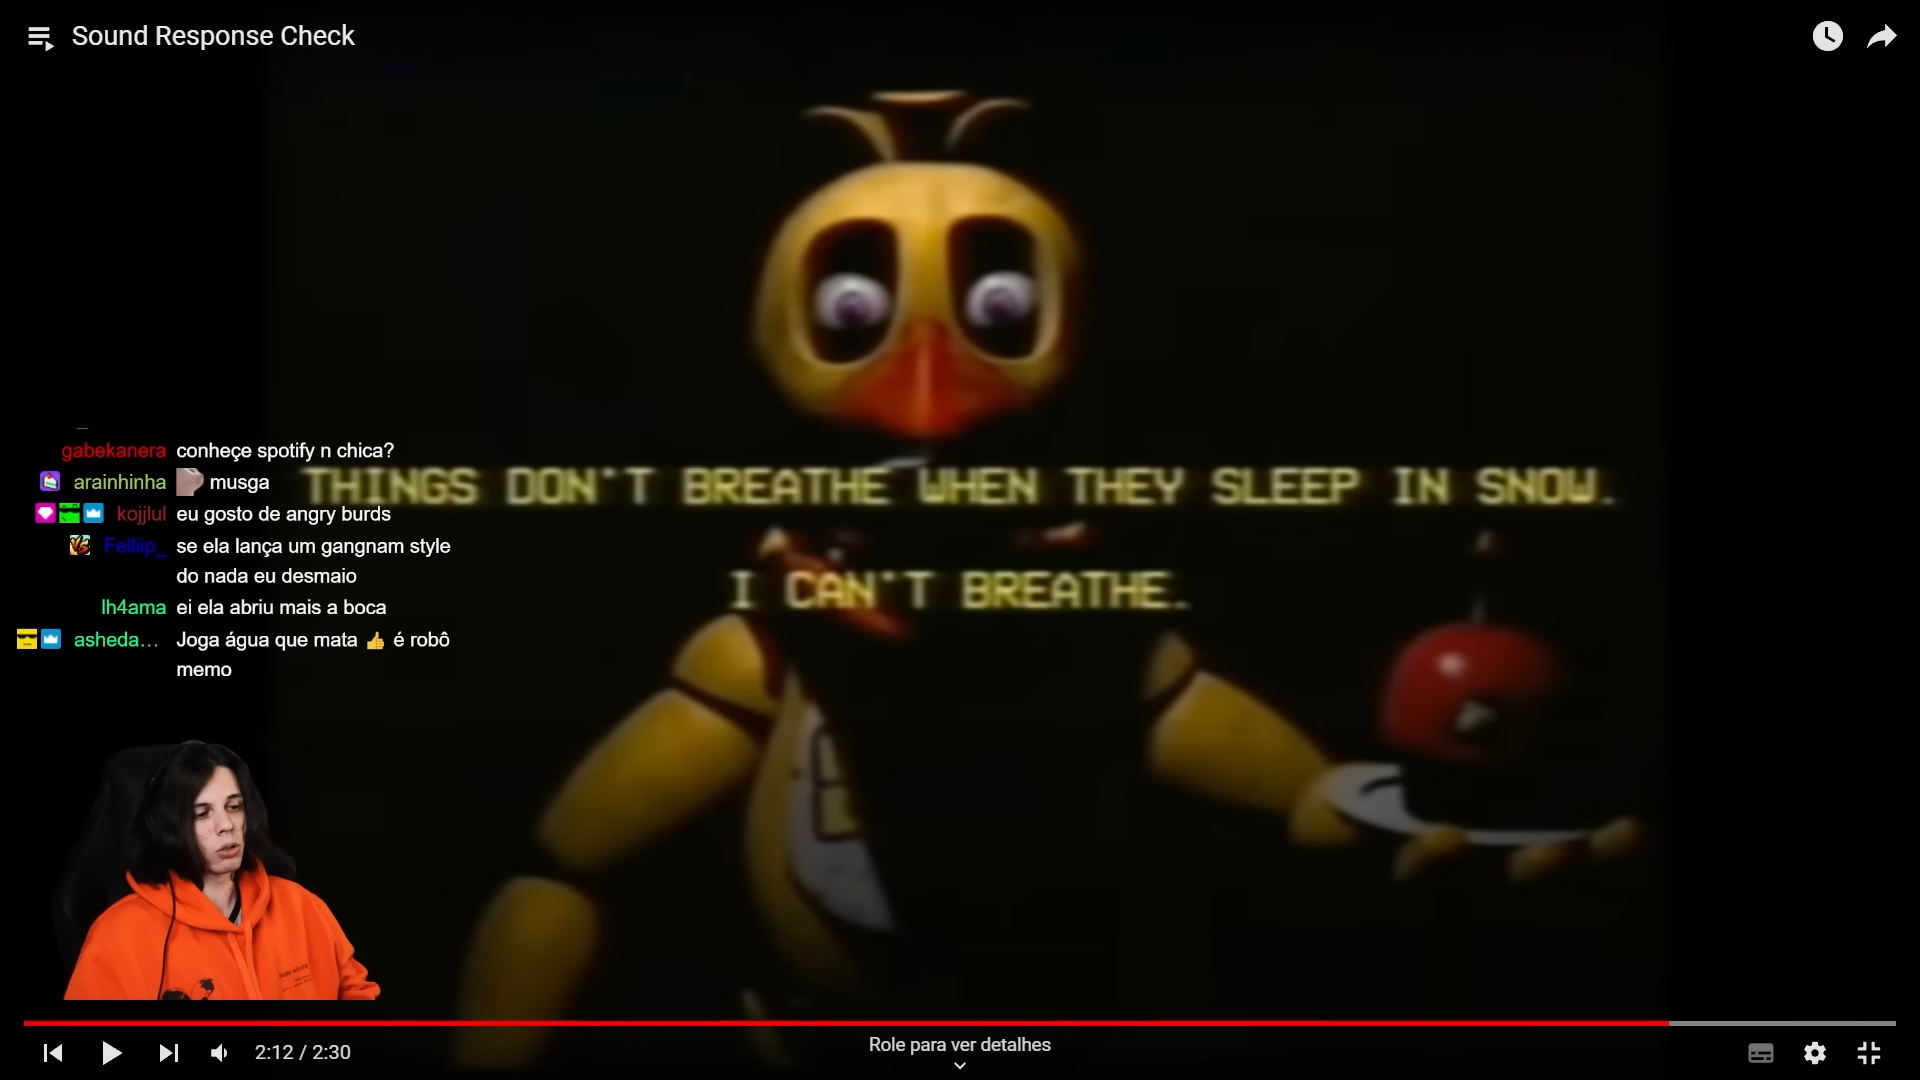 Sound Response Check
gabekanera conheçe spotify n chica?
arainhinha musga
THINGS DON'T BREATHE WHEN THEY SLEEP IN SNOW.
kojjlul eu gosto de angry burds
Felliip_ se ela lança um gangnam style
do nada eu desmaio
I CAN'T BREATHE.
lh4ama ei ela abriu mais a boca
asheda... Joga água que mata 👍 é robô
memo
2:12 / 2:30
Role para ver detalhes